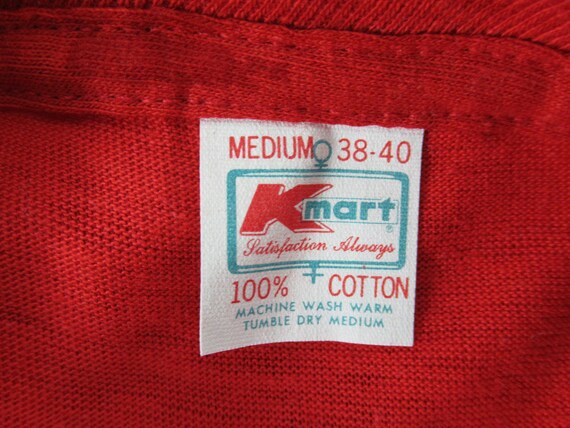 MEDIUM 38-40
Kmart®
Satisfaction Always
100% COTTON
MACHINE WASH WARM
TUMBLE DRY MEDIUM